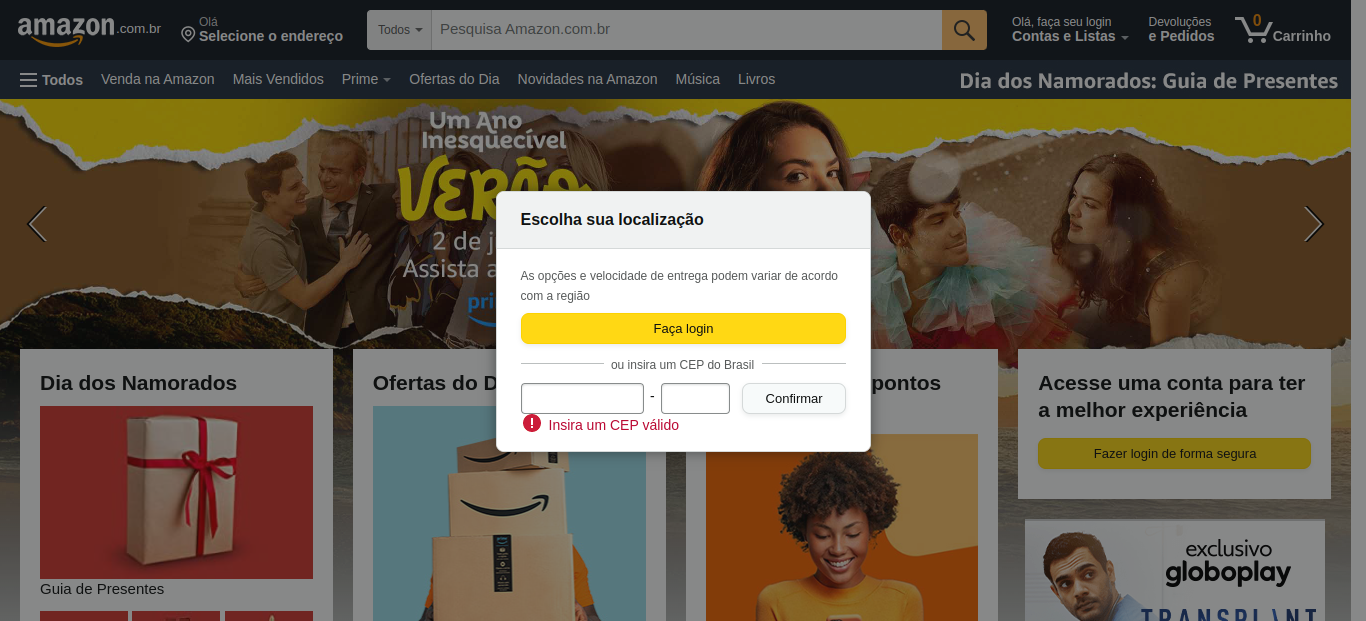 amazon.com.br
Olá
Selecione o endereço
Todos
Pesquisa Amazon.com.br
Olá, faça seu login
Contas e Listas
Devoluções
e Pedidos
0
Carrinho
Todos
Venda na Amazon
Mais Vendidos
Prime
Ofertas do Dia
Novidades na Amazon
Música
Livros
Dia dos Namorados: Guia de Presentes
Um Ano
Inesquecível
VERÃO
2 de j
Assista a
pri
Escolha sua localização
As opções e velocidade de entrega podem variar de acordo
com a região
Faça login
ou insira um CEP do Brasil
-
Confirmar
! Insira um CEP válido
Dia dos Namorados
Guia de Presentes
Ofertas do D
pontos
Acesse uma conta para ter
a melhor experiência
Fazer login de forma segura
exclusivo
globoplay
TRANSPLANT